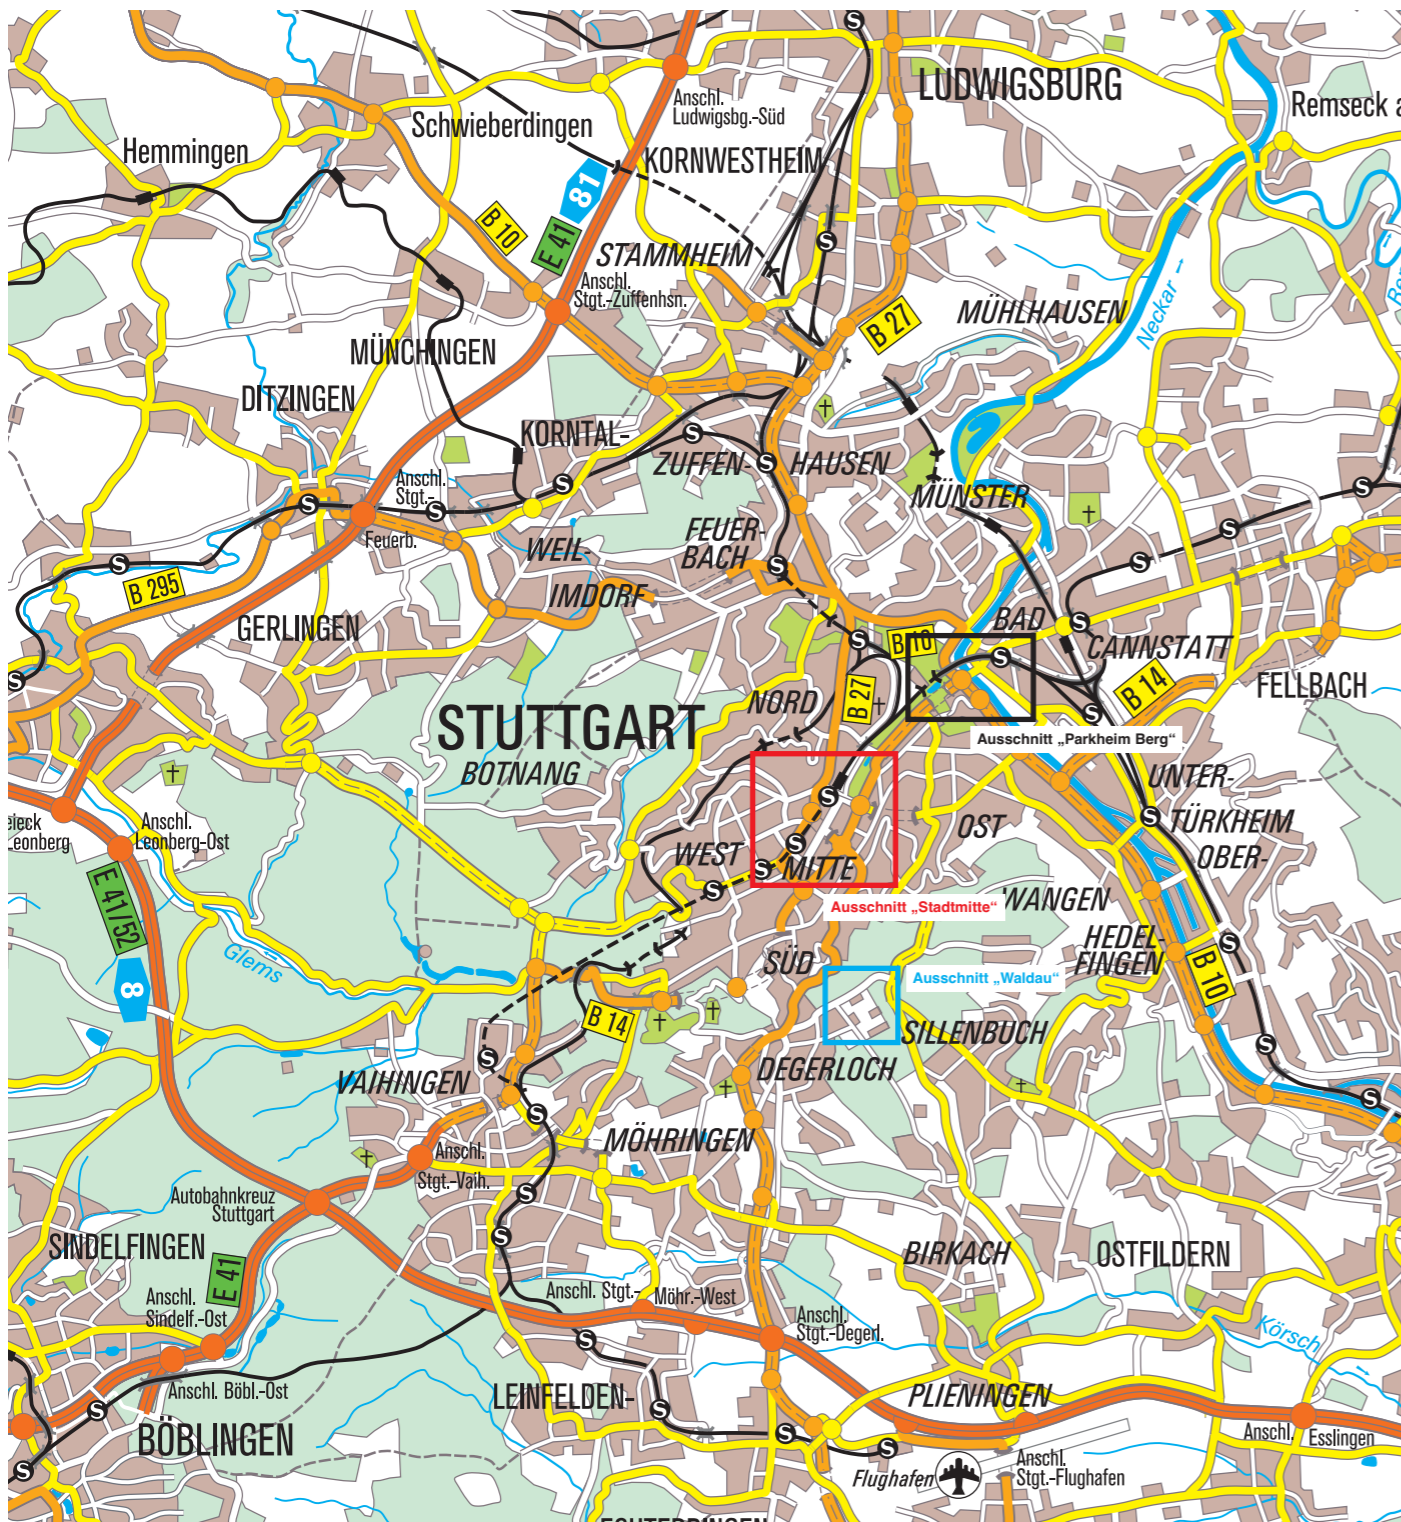 LUDWIGSBURG
Remseck a
Anschl.
Ludwigsbg.-Süd
Schwieberdingen
Hemmingen
KORNWESTHEIM
81
E 41
B 10
STAMMHEIM
Anschl.
Stgt.-Zuffenhsn.
MÜHLHAUSEN
Neckar →
B 27
MÜNCHINGEN
DITZINGEN
KORNTAL-
ZUFFEN-
HAUSEN
Anschl.
Stgt.-
Feuerb.
MÜNSTER
FEUER-
BACH
WEIL-
IMDORF
B 295
GERLINGEN
BAD
CANNSTATT
B 10
B 27
B 14
FELLBACH
NORD
STUTTGART
BOTNANG
Ausschnitt „Parkheim Berg“
UNTER-
TÜRKHEIM
OBER-
eieck
Leonberg
Anschl.
Leonberg-Ost
OST
WEST
MITTE
Ausschnitt „Stadtmitte“
WANGEN
E 41/52
8
Glems
HEDEL-
FINGEN
B 10
SÜD
Ausschnitt „Waldau“
B 14
SILLENBUCH
VAIHINGEN
DEGERLOCH
MÖHRINGEN
Anschl.
Stgt.-Vaih.
Autobahnkreuz
Stuttgart
SINDELFINGEN
E 41
BIRKACH
OSTFILDERN
Anschl.
Sindelf.-Ost
Anschl. Stgt.-
Möhr.-West
Anschl.
Stgt.-Degerl.
Körsch
Anschl. Böbl.-Ost
LEINFELDEN-
PLIENINGEN
BÖBLINGEN
Anschl. Esslingen
Flughafen
Anschl.
Stgt.-Flughafen
ECHTERDINGEN